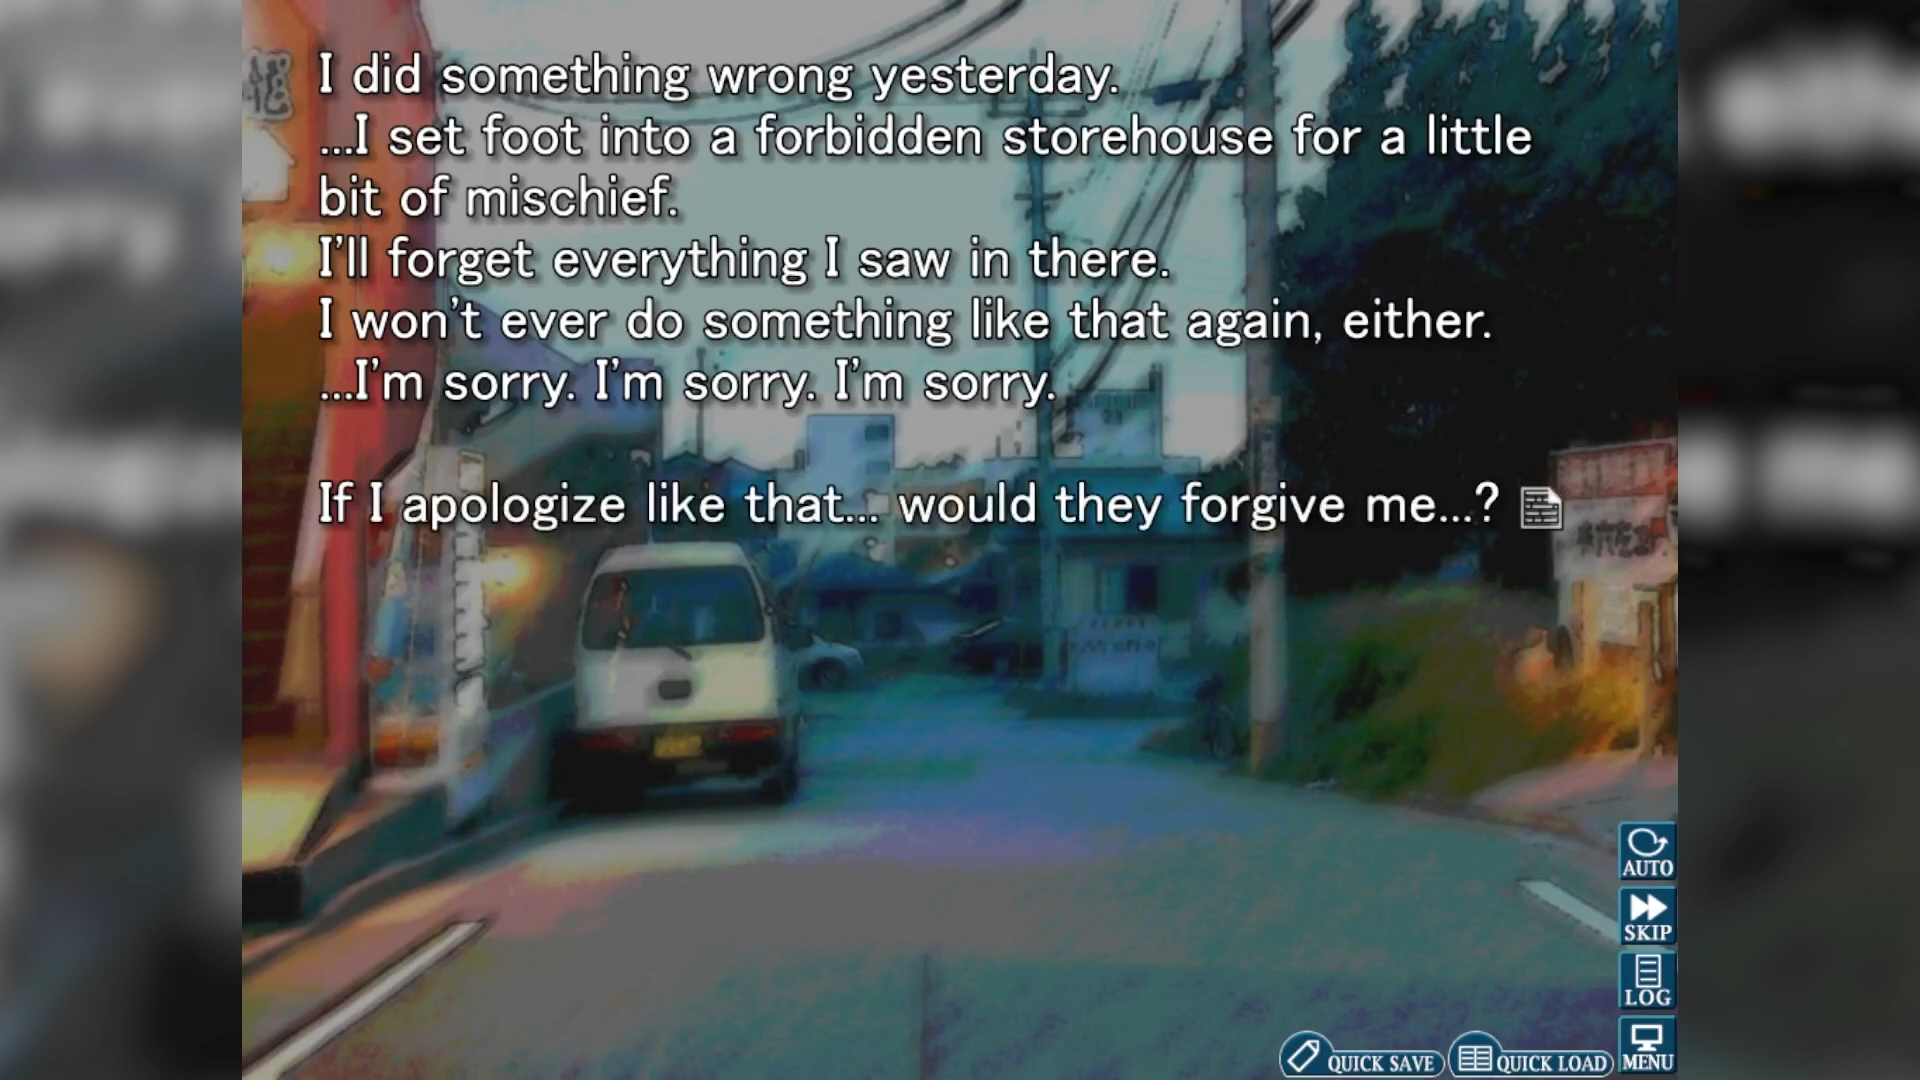 I did something wrong yesterday.
...I set foot into a forbidden storehouse for a little
bit of mischief.
I'll forget everything I saw in there.
I won't ever do something like that again, either.
...I'm sorry. I'm sorry. I'm sorry.
If I apologize like that... would they forgive me...?
AUTO
SKIP
LOG
MENU
QUICK SAVE
QUICK LOAD